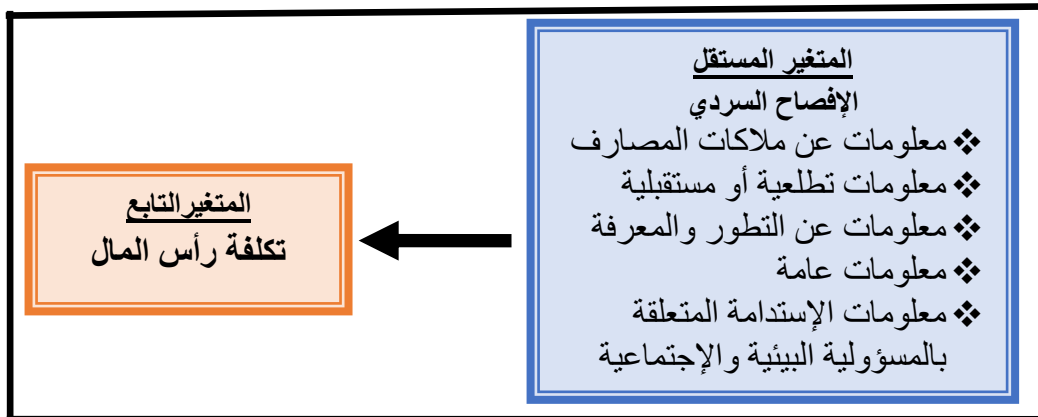 المتغير المستقل
الإفصاح السردي
❖ معلومات عن ملاكات المصارف
❖ معلومات تطلعية أو مستقبلية
❖ معلومات عن التطور والمعرفة
❖ معلومات عامة
❖ معلومات الإستدامة المتعلقة
بالمسؤولية البيئية والإجتماعية
المتغيرالتابع
تكلفة رأس المال